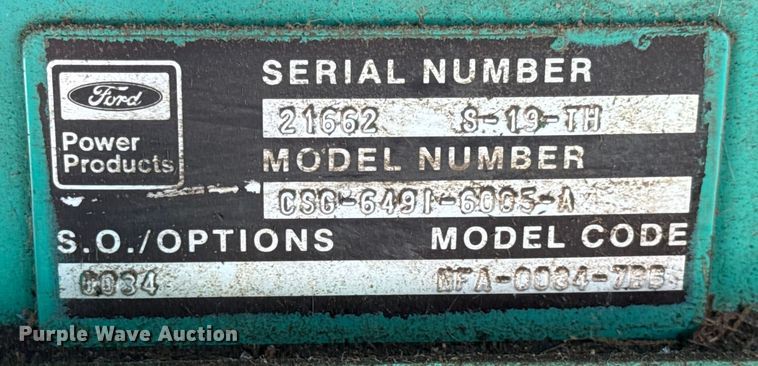 Ford
Power
Products
SERIAL NUMBER
21662 S-19-TH
MODEL NUMBER
CSG-649I-6005-A
S.O./OPTIONS
MODEL CODE
0034
Purple Wave Auction